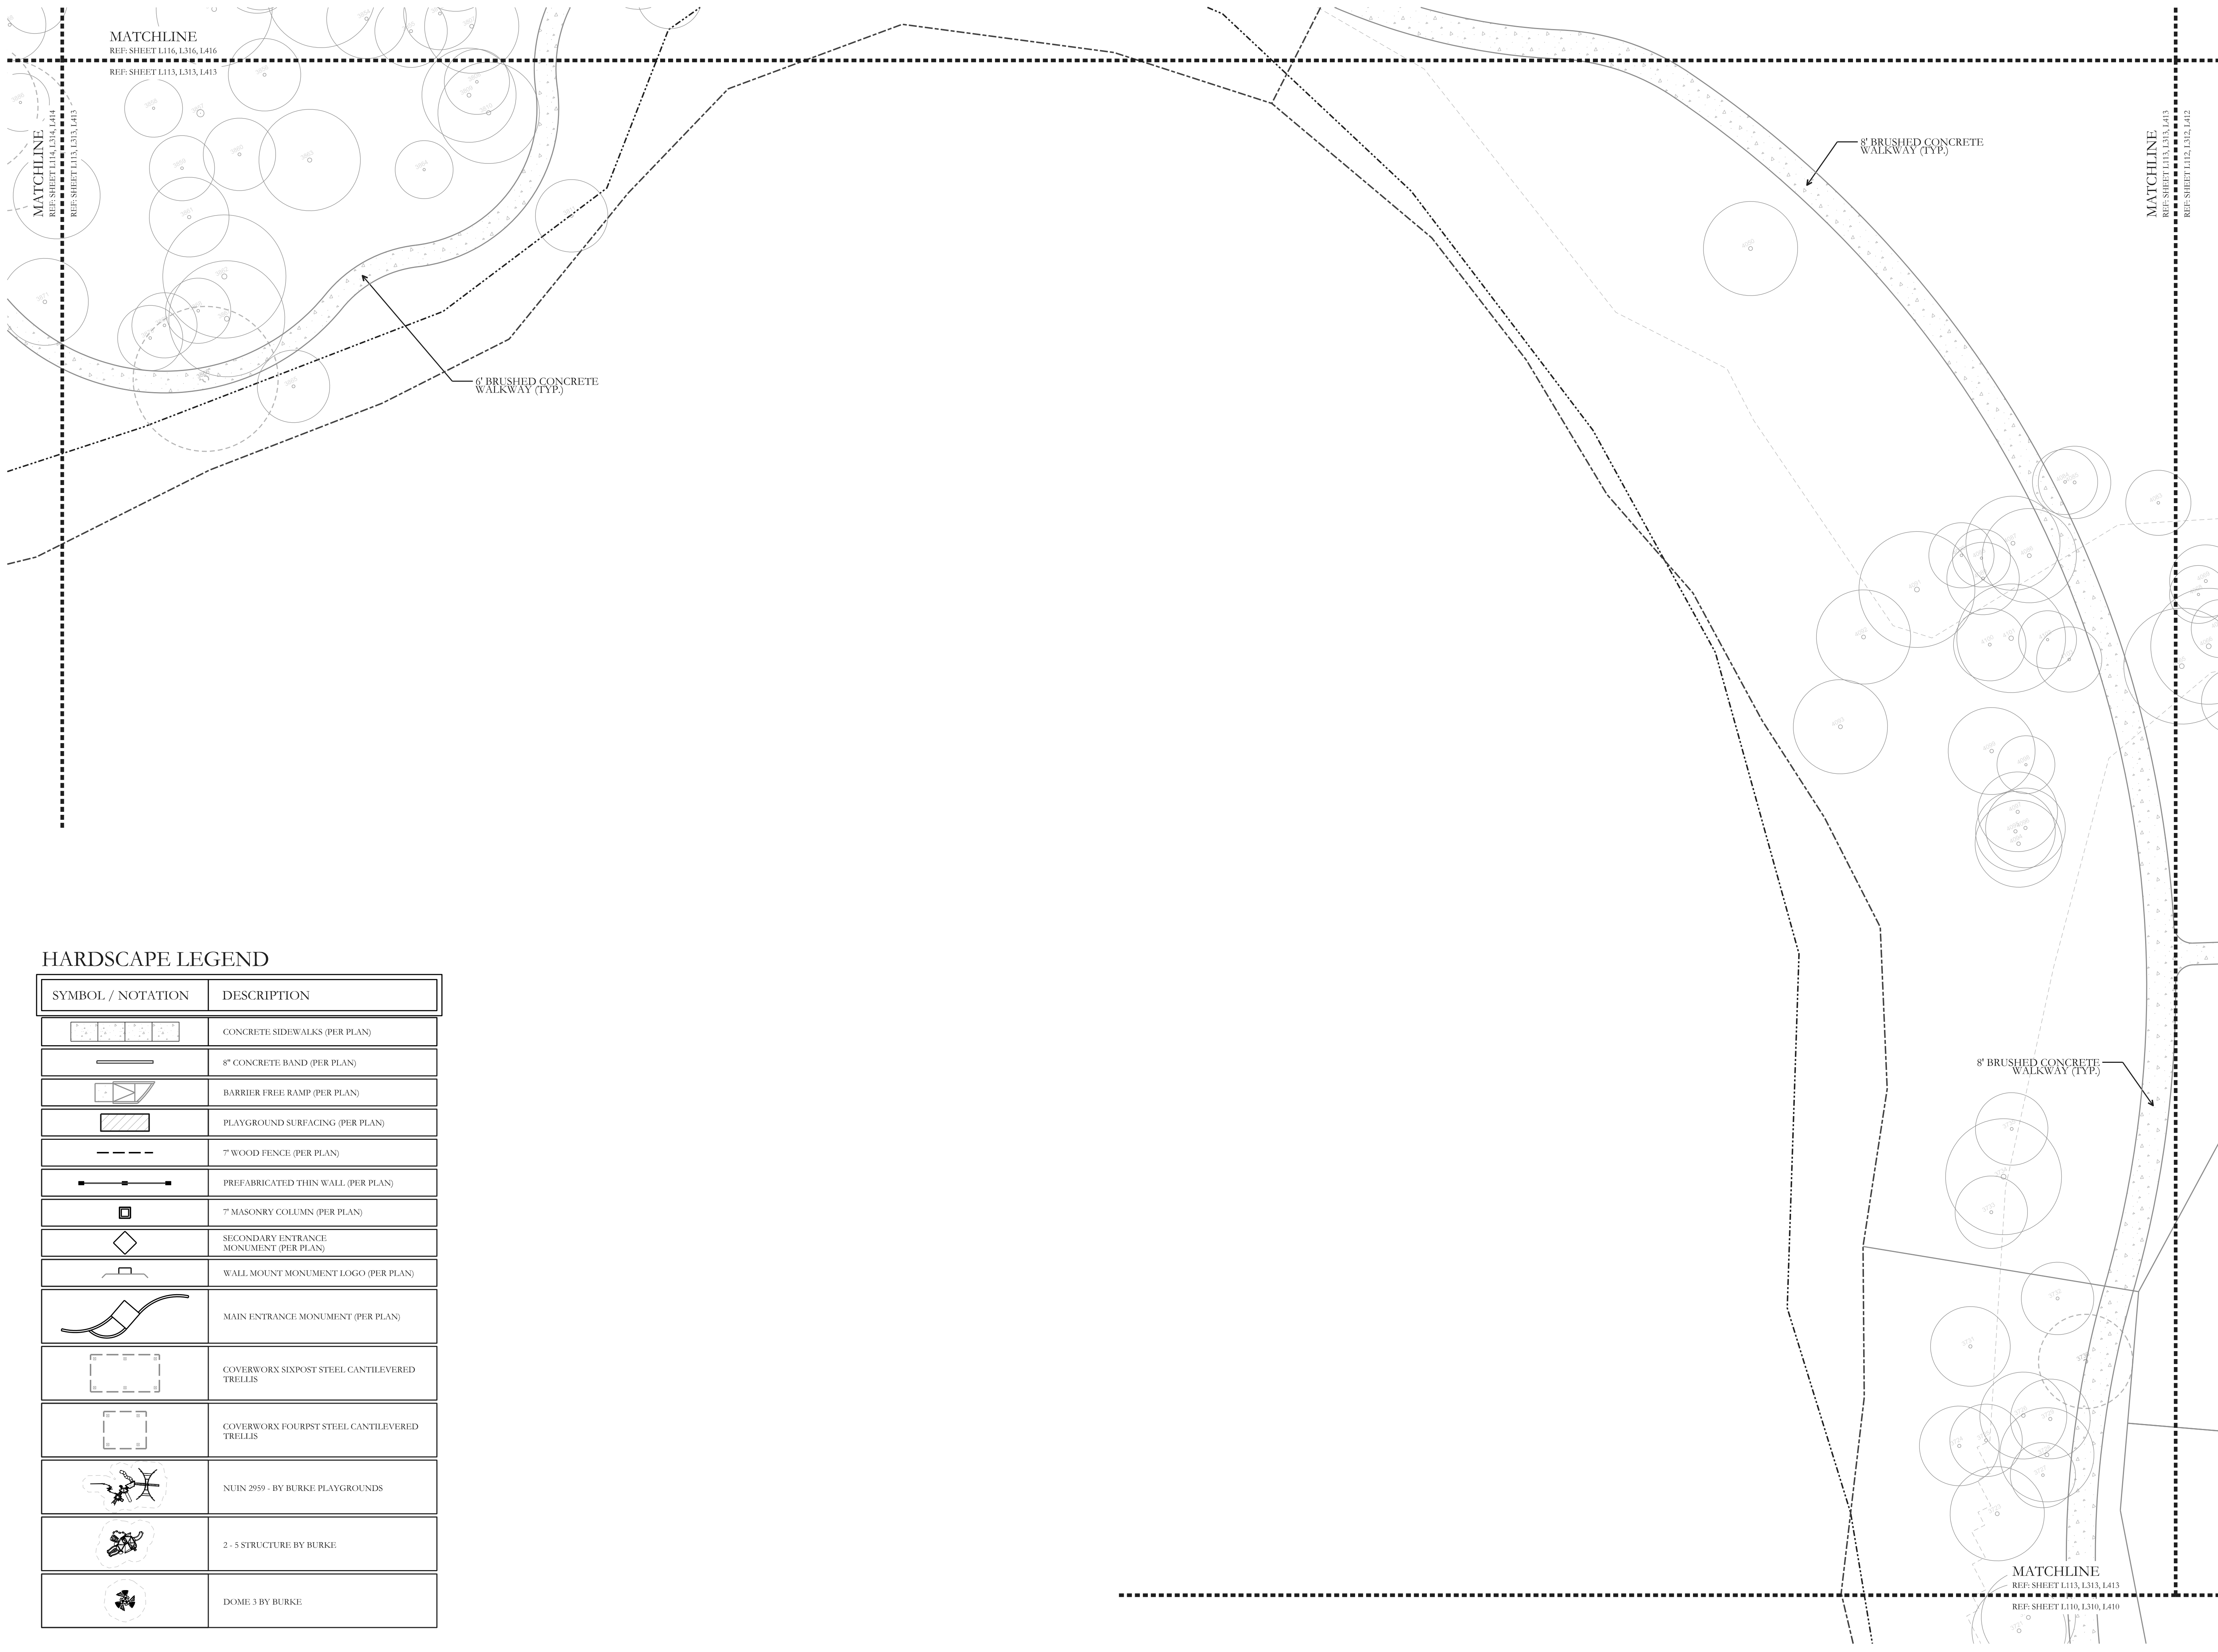 MATCHLINE
REF: SHEET L116, L316, L416
REF: SHEET L113, L313, L413
MATCHLINE
REF: SHEET L114, L314, L414
REF: SHEET L113, L313, L413
8' BRUSHED CONCRETE
WALKWAY (TYP.)
MATCHLINE
REF: SHEET L113, L313, L413
REF: SHEET L112, L312, L412
6' BRUSHED CONCRETE
WALKWAY (TYP.)
8' BRUSHED CONCRETE
WALKWAY (TYP.)
HARDSCAPE LEGEND
SYMBOL / NOTATION
DESCRIPTION
CONCRETE SIDEWALKS (PER PLAN)
8" CONCRETE BAND (PER PLAN)
BARRIER FREE RAMP (PER PLAN)
PLAYGROUND SURFACING (PER PLAN)
7' WOOD FENCE (PER PLAN)
PREFABRICATED THIN WALL (PER PLAN)
7' MASONRY COLUMN (PER PLAN)
SECONDARY ENTRANCE
MONUMENT (PER PLAN)
WALL MOUNT MONUMENT LOGO (PER PLAN)
MAIN ENTRANCE MONUMENT (PER PLAN)
COVERWORX SIXPOST STEEL CANTILEVERED
TRELLIS
COVERWORX FOURPST STEEL CANTILEVERED
TRELLIS
NUIN 2959 - BY BURKE PLAYGROUNDS
2 - 5 STRUCTURE BY BURKE
DOME 3 BY BURKE
MATCHLINE
REF: SHEET L113, L313, L413
REF: SHEET L110, L310, L410